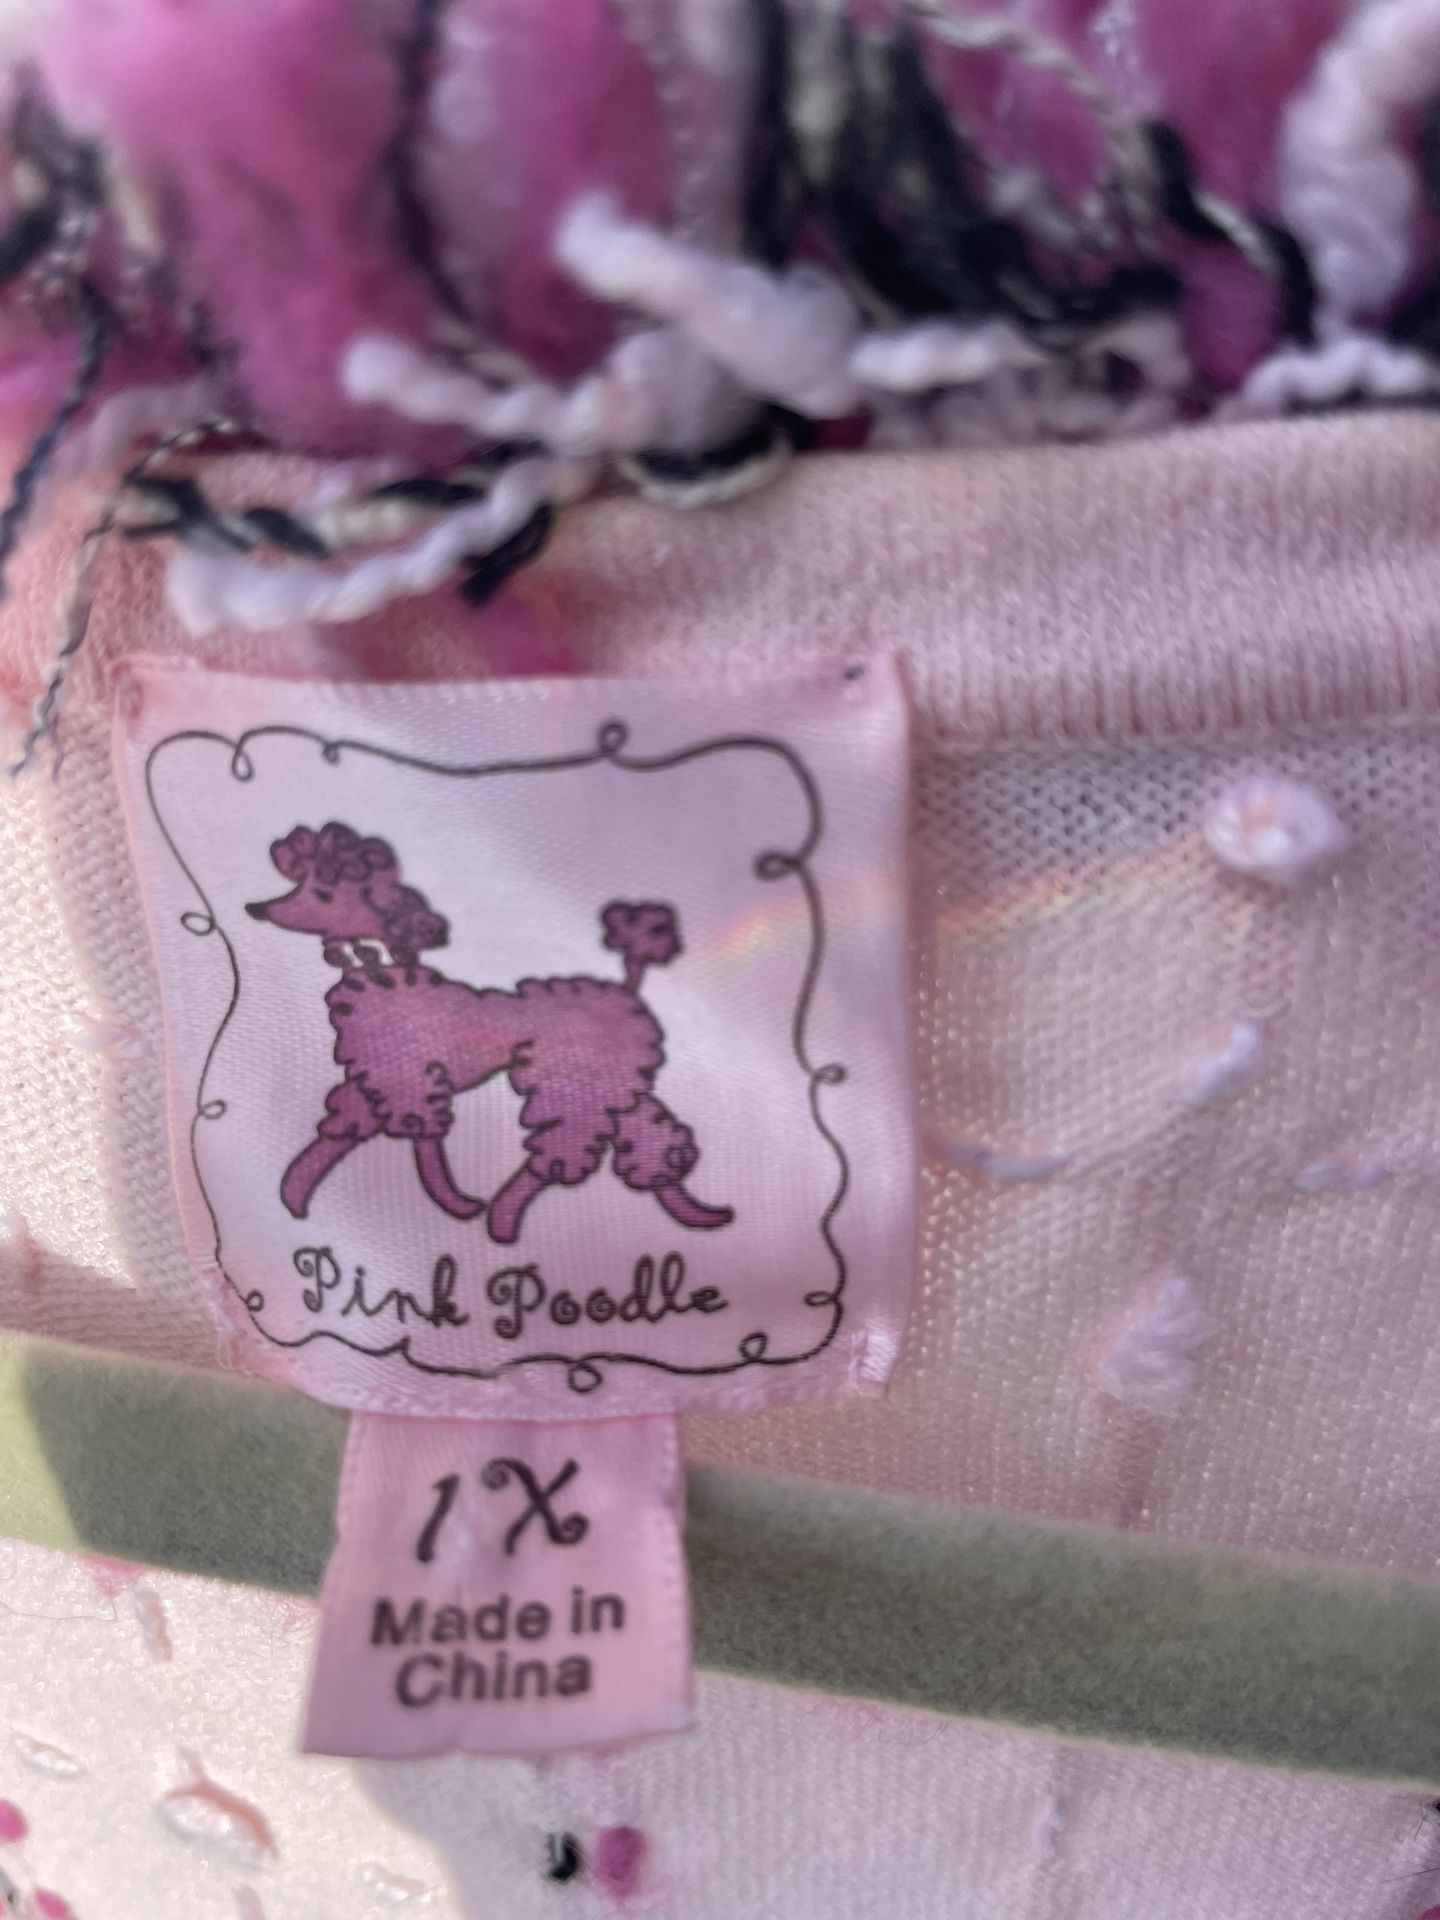 Pink Poodle
1X
Made in
China